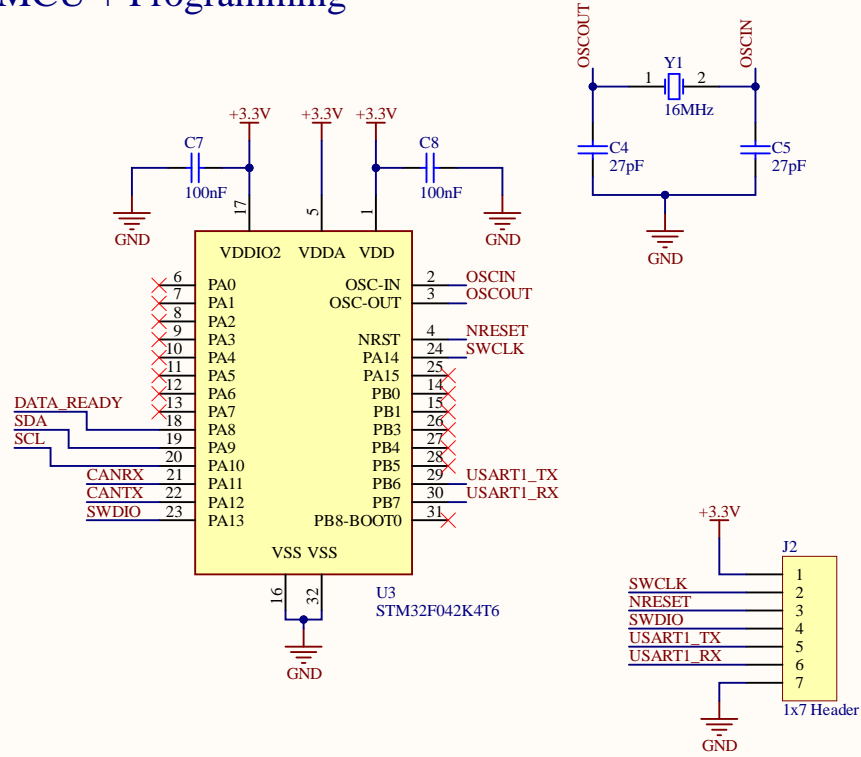 MCU + Programming
OSCOUT
OSCIN
Y1
1
2
16MHz
C4
27pF
C5
27pF
GND
+3.3V
+3.3V
+3.3V
C7
100nF
C8
100nF
GND
GND
17
5
1
VDDIO2 VDDA VDD
6 PA0 OSC-IN 2 OSCIN
7 PA1 OSC-OUT 3 OSCOUT
8 PA2
9 PA3 NRST 4 NRESET
10 PA4 PA14 24 SWCLK
11 PA5 PA15 25
12 PA6 PB0 14
13 PA7 PB1 15
DATA_READY 18 PA8 PB3 26
SDA 19 PA9 PB4 27
SCL 20 PA10 PB5 28
CANRX 21 PA11 PB6 29 USART1_TX
CANTX 22 PA12 PB7 30 USART1_RX
SWDIO 23 PA13 PB8-BOOT0 31
VSS VSS
16
32
U3
STM32F042K4T6
GND
+3.3V
J2
1
SWCLK 2
NRESET 3
SWDIO 4
USART1_TX 5
USART1_RX 6
7
1x7 Header
GND